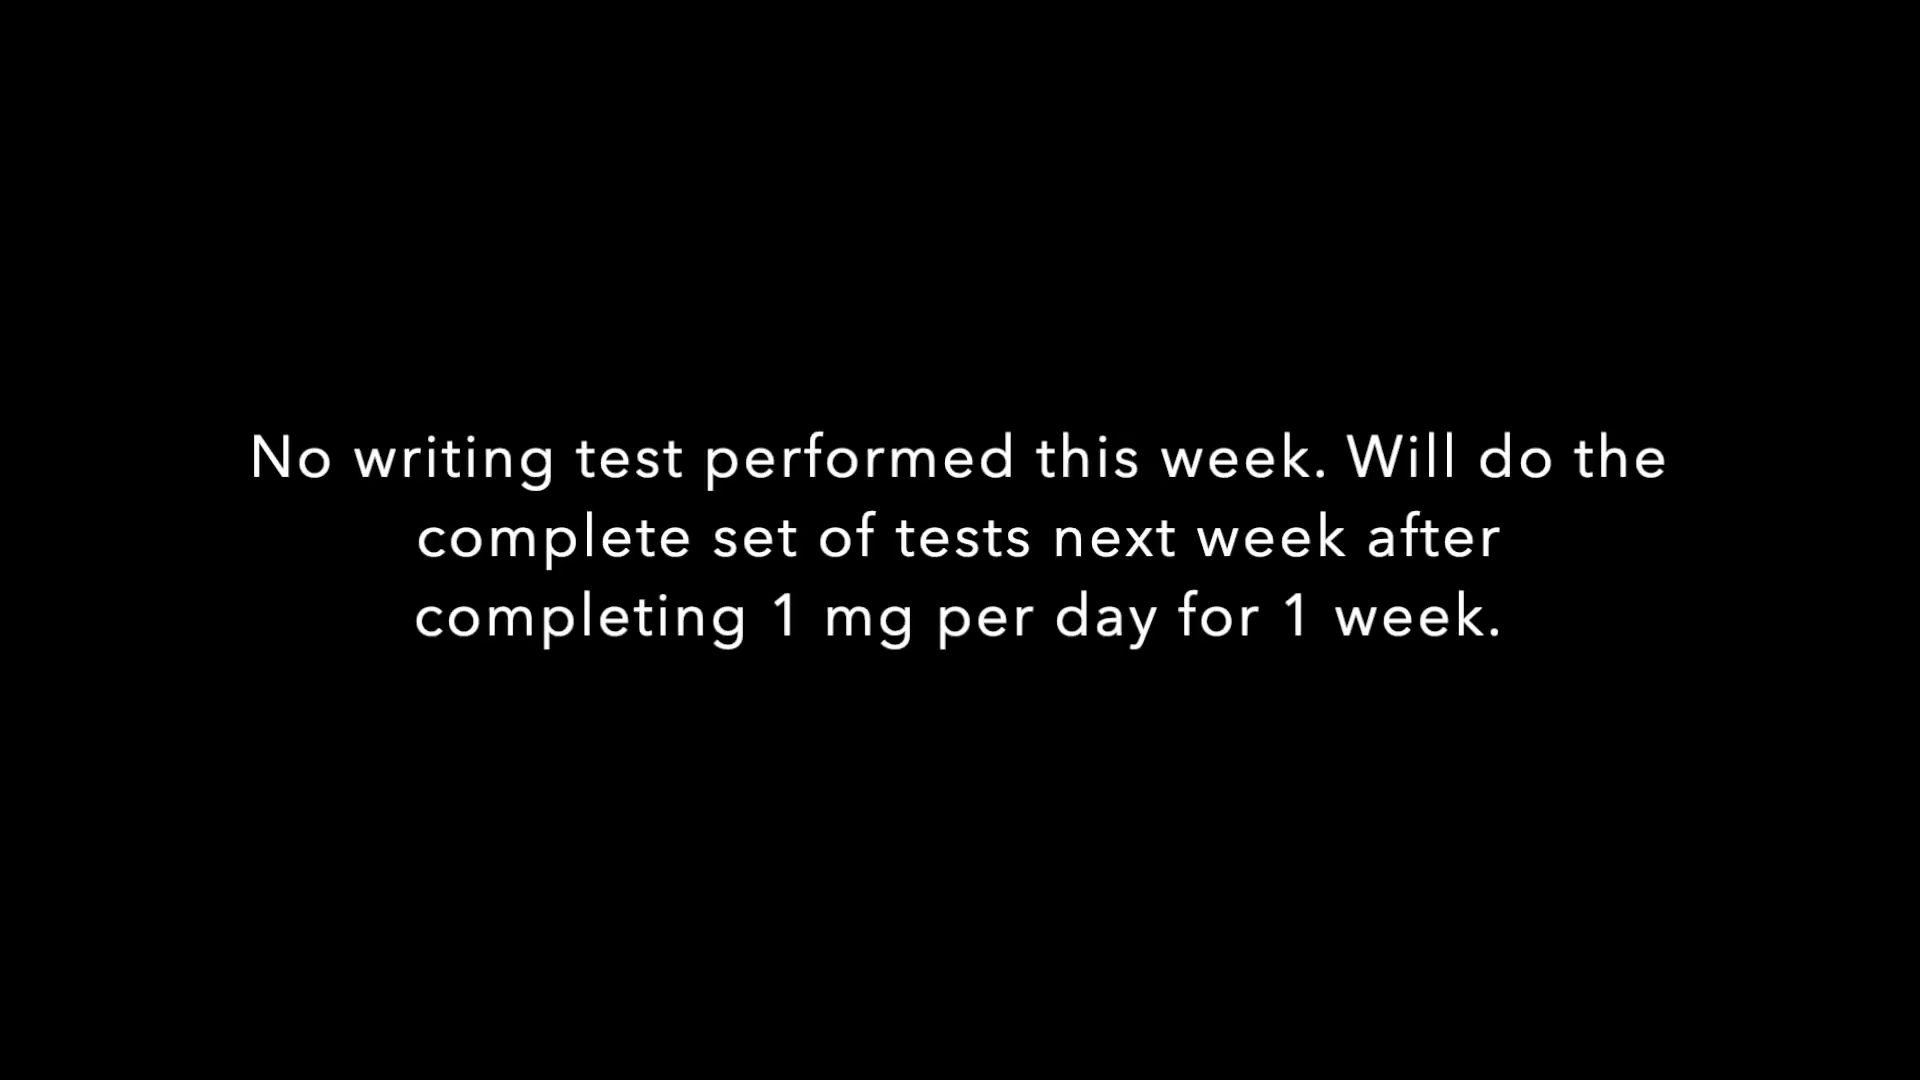 No writing test performed this week. Will do the
complete set of tests next week after
completing 1 mg per day for 1 week.